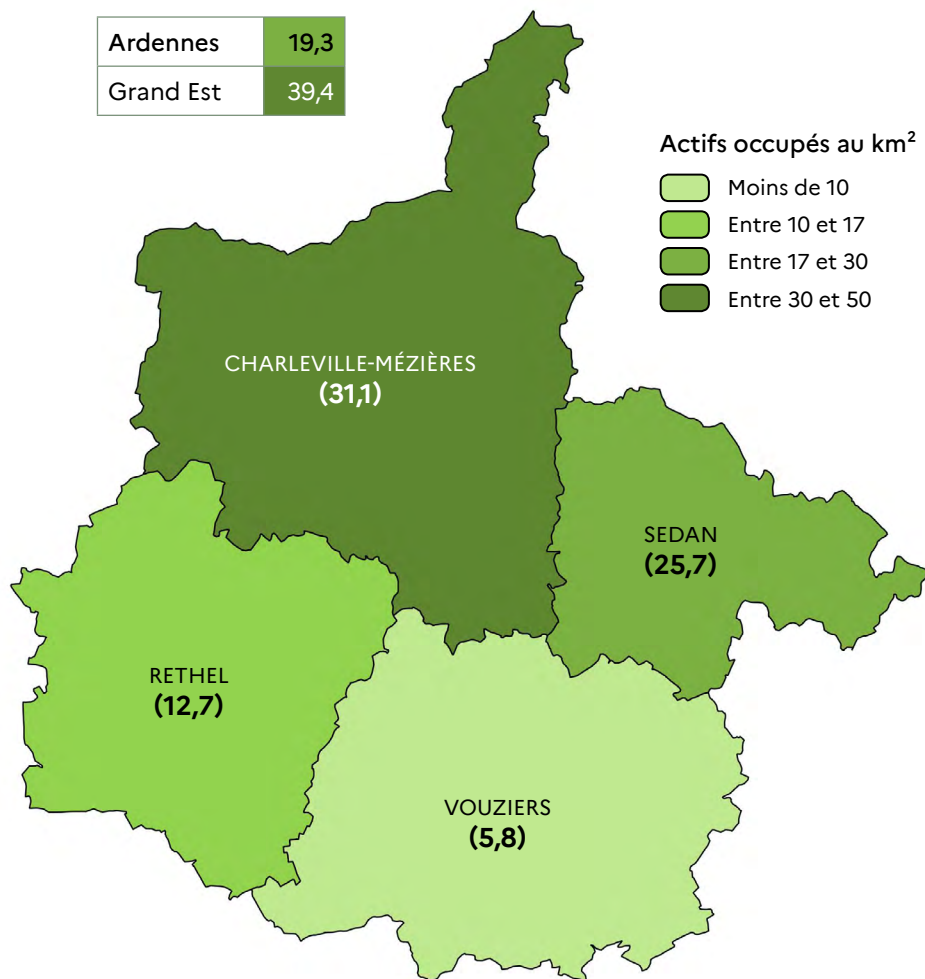 Ardennes 19,3
Grand Est 39,4
Actifs occupés au km²
Moins de 10
Entre 10 et 17
Entre 17 et 30
Entre 30 et 50
CHARLEVILLE-MÉZIÈRES
(31,1)
SEDAN
(25,7)
RETHEL
(12,7)
VOUZIERS
(5,8)